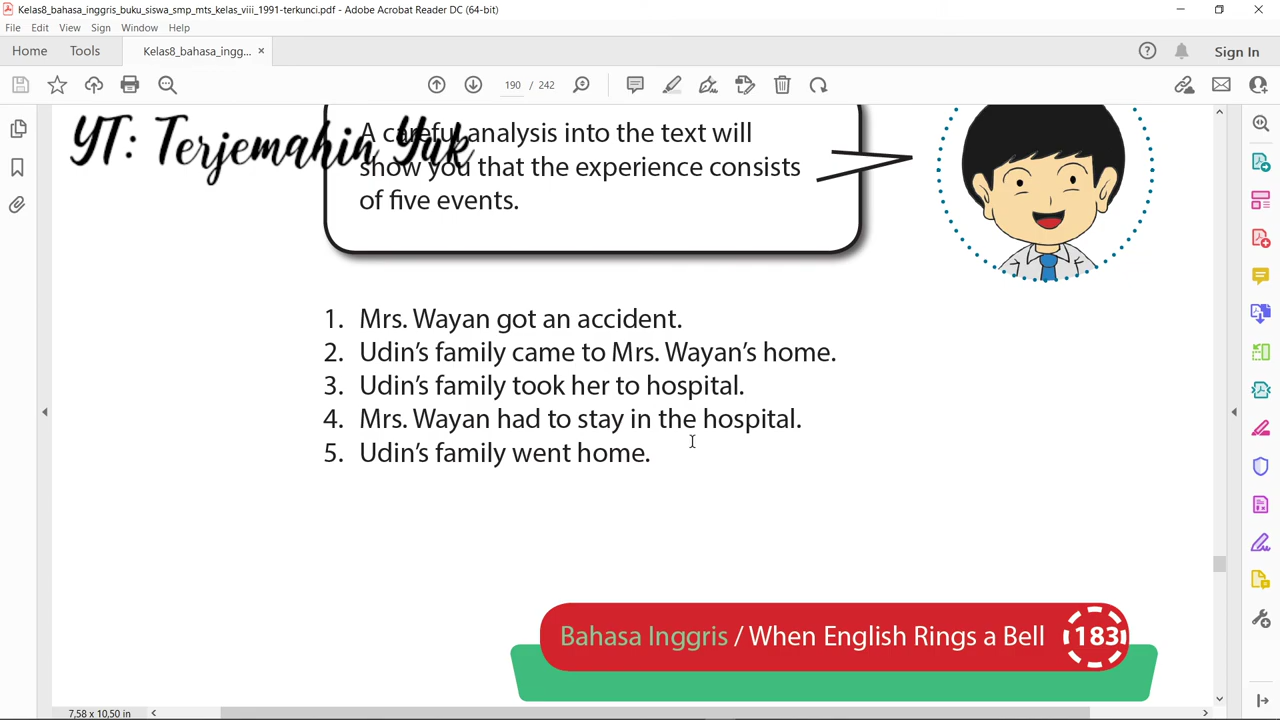 Kelas8_bahasa_inggris_buku_siswa_smp_mts_kelas_viii_1991-terkunci.pdf - Adobe Acrobat Reader DC (64-bit)
File Edit View Sign Window Help
Home Tools Kelas8_bahasa_ingg... × Sign In
190 / 242
YT: Terjemahin Yuk
A careful analysis into the text will
show you that the experience consists
of five events.
1. Mrs. Wayan got an accident.
2. Udin's family came to Mrs. Wayan's home.
3. Udin's family took her to hospital.
4. Mrs. Wayan had to stay in the hospital.
5. Udin's family went home.
Bahasa Inggris / When English Rings a Bell 183
7,58 x 10,50 in